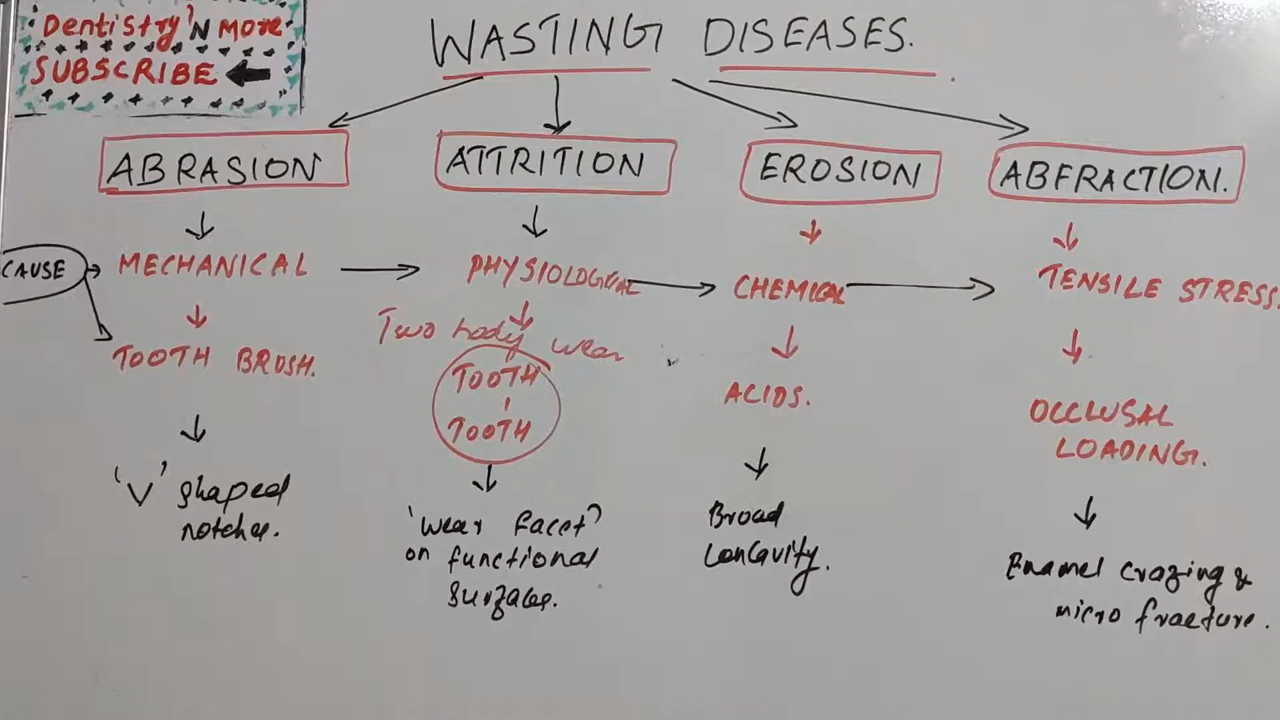 Dentistry'N More
SUBSCRIBE
WASTING DISEASES.
ABRASION
ATTRITION
EROSION
ABFRACTION.
CAUSE
MECHANICAL
PHYSIOLOGICAL
CHEMICAL
TENSILE STRESS
TOOTH BRUSH.
Two body wear
TOOTH
TOOTH
ACIDS.
OCCLUSAL
LOADING.
'V' shaped
notches.
'Wear Facet'
on functional
surfaces.
Broad
Concavity.
Enamel crazing &
micro fracture.